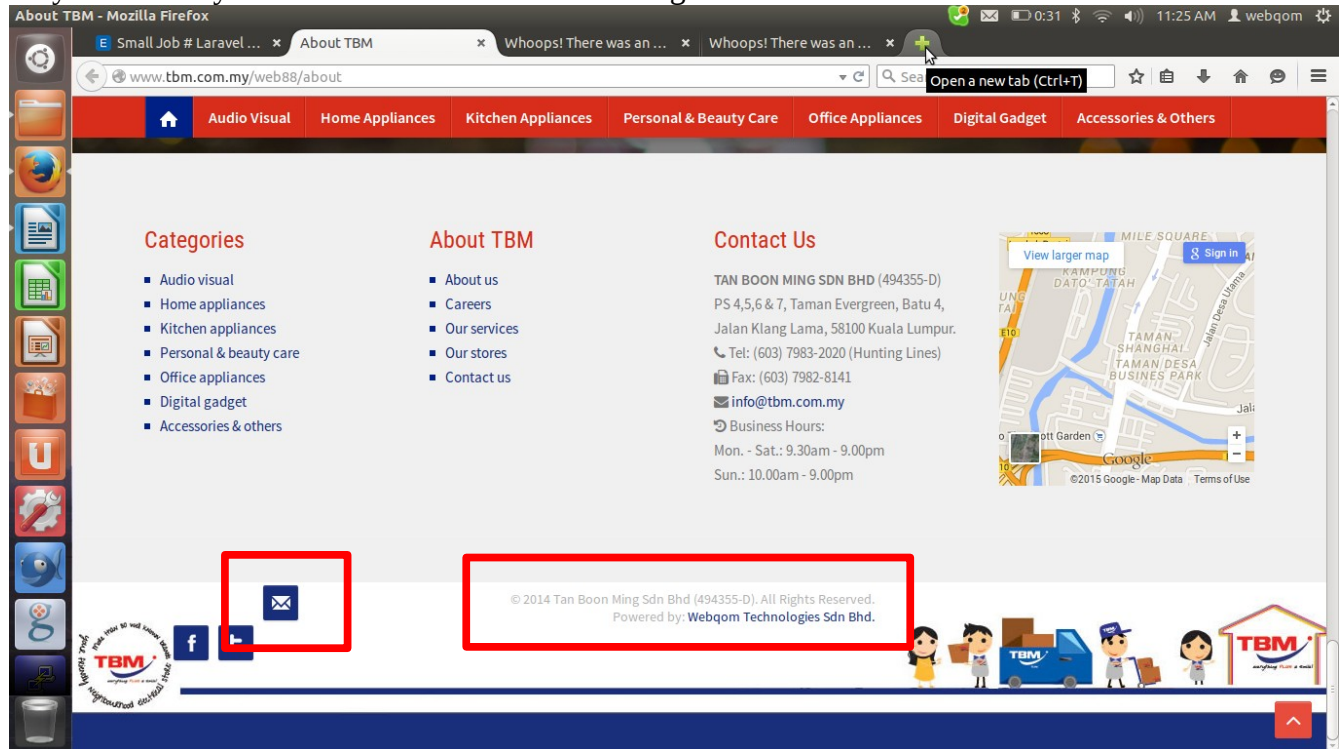 About TBM - Mozilla Firefox
0:31
11:25 AM
webqom
Small Job # Laravel ...
About TBM
Whoops! There was an ...
Whoops! There was an ...
www.tbm.com.my/web88/about
Open a new tab (Ctrl+T)
Audio Visual
Home Appliances
Kitchen Appliances
Personal & Beauty Care
Office Appliances
Digital Gadget
Accessories & Others
Categories
Audio visual
Home appliances
Kitchen appliances
Personal & beauty care
Office appliances
Digital gadget
Accessories & others
About TBM
About us
Careers
Our services
Our stores
Contact us
Contact Us
TAN BOON MING SDN BHD (494355-D)
PS 4,5,6 & 7, Taman Evergreen, Batu 4,
Jalan Klang Lama, 58100 Kuala Lumpur.
Tel: (603) 7983-2020 (Hunting Lines)
Fax: (603) 7982-8141
info@tbm.com.my
Business Hours:
Mon. - Sat.: 9.30am - 9.00pm
Sun.: 10.00am - 9.00pm
MILE SQUARE
View larger map
Sign in
KAMPUNG
DATO' TATAH
Jalan Desa Utama
E10
TAMAN
SHANGHAI
TAMAN DESA
BUSINES PARK
Garden
Google
©2015 Google - Map Data
Terms of Use
© 2014 Tan Boon Ming Sdn Bhd (494355-D). All Rights Reserved.
Powered by: Webqom Technologies Sdn Bhd.
TBM
TBM
TBM